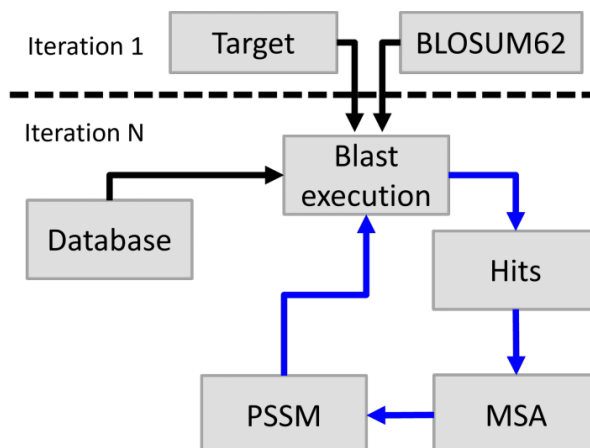 Iteration 1
Target
BLOSUM62
Iteration N
Blast
execution
Database
Hits
PSSM
MSA